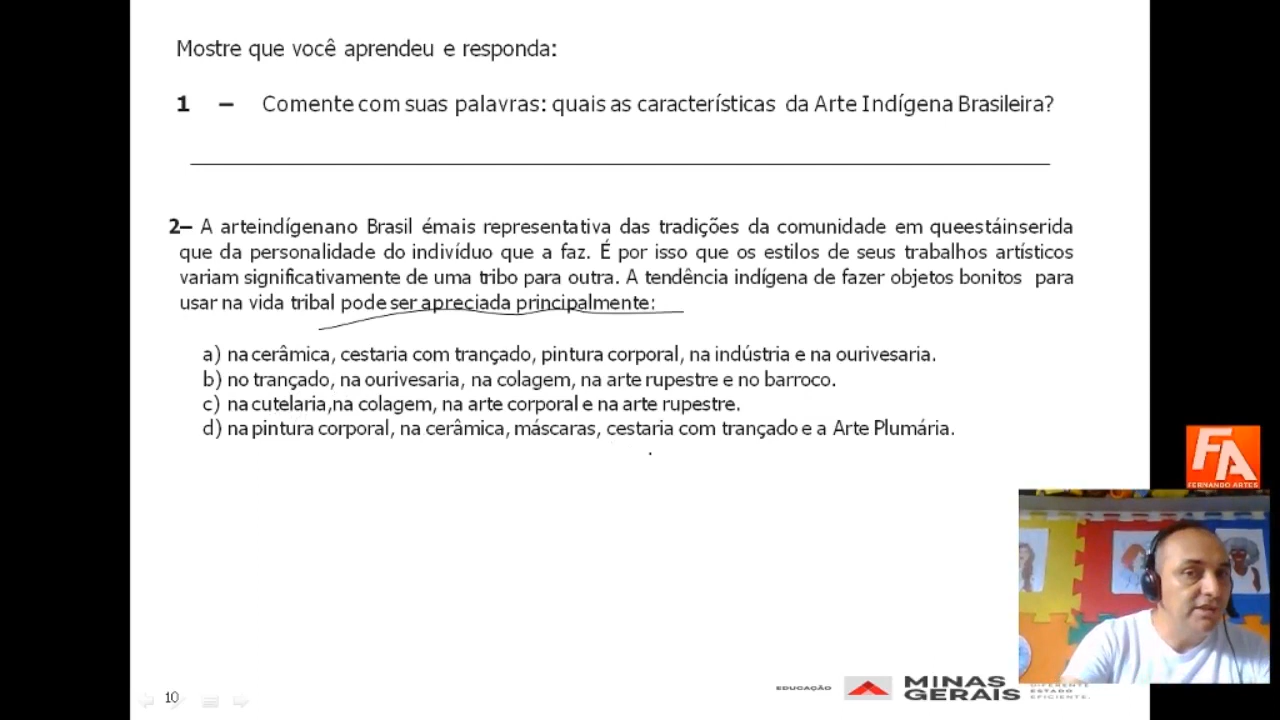 Mostre que você aprendeu e responda:
1 – Comente com suas palavras: quais as características da Arte Indígena Brasileira?
2– A arteindígenano Brasil émais representativa das tradições da comunidade em queestáinserida
que da personalidade do indivíduo que a faz. É por isso que os estilos de seus trabalhos artísticos
variam significativamente de uma tribo para outra. A tendência indígena de fazer objetos bonitos para
usar na vida tribal pode ser apreciada principalmente:
a) na cerâmica, cestaria com trançado, pintura corporal, na indústria e na ourivesaria.
b) no trançado, na ourivesaria, na colagem, na arte rupestre e no barroco.
c) na cutelaria,na colagem, na arte corporal e na arte rupestre.
d) na pintura corporal, na cerâmica, máscaras, cestaria com trançado e a Arte Plumária.
.
FA
FERNANDO ARTES
10
EDUCAÇÃO
MINAS
GERAIS
DIFERENTE
ESTADO
EFICIENTE.